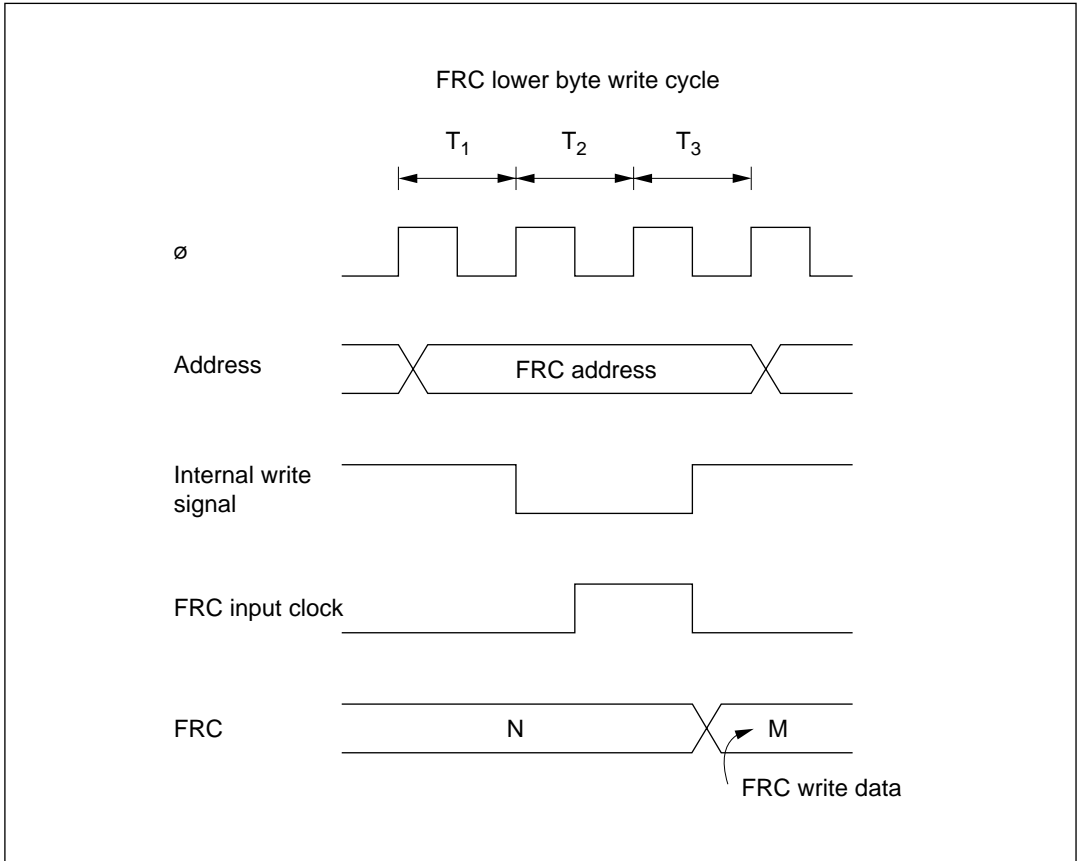 FRC lower byte write cycle
T1 T2 T3
ø
Address
FRC address
Internal write
signal
FRC input clock
FRC
N
M
FRC write data